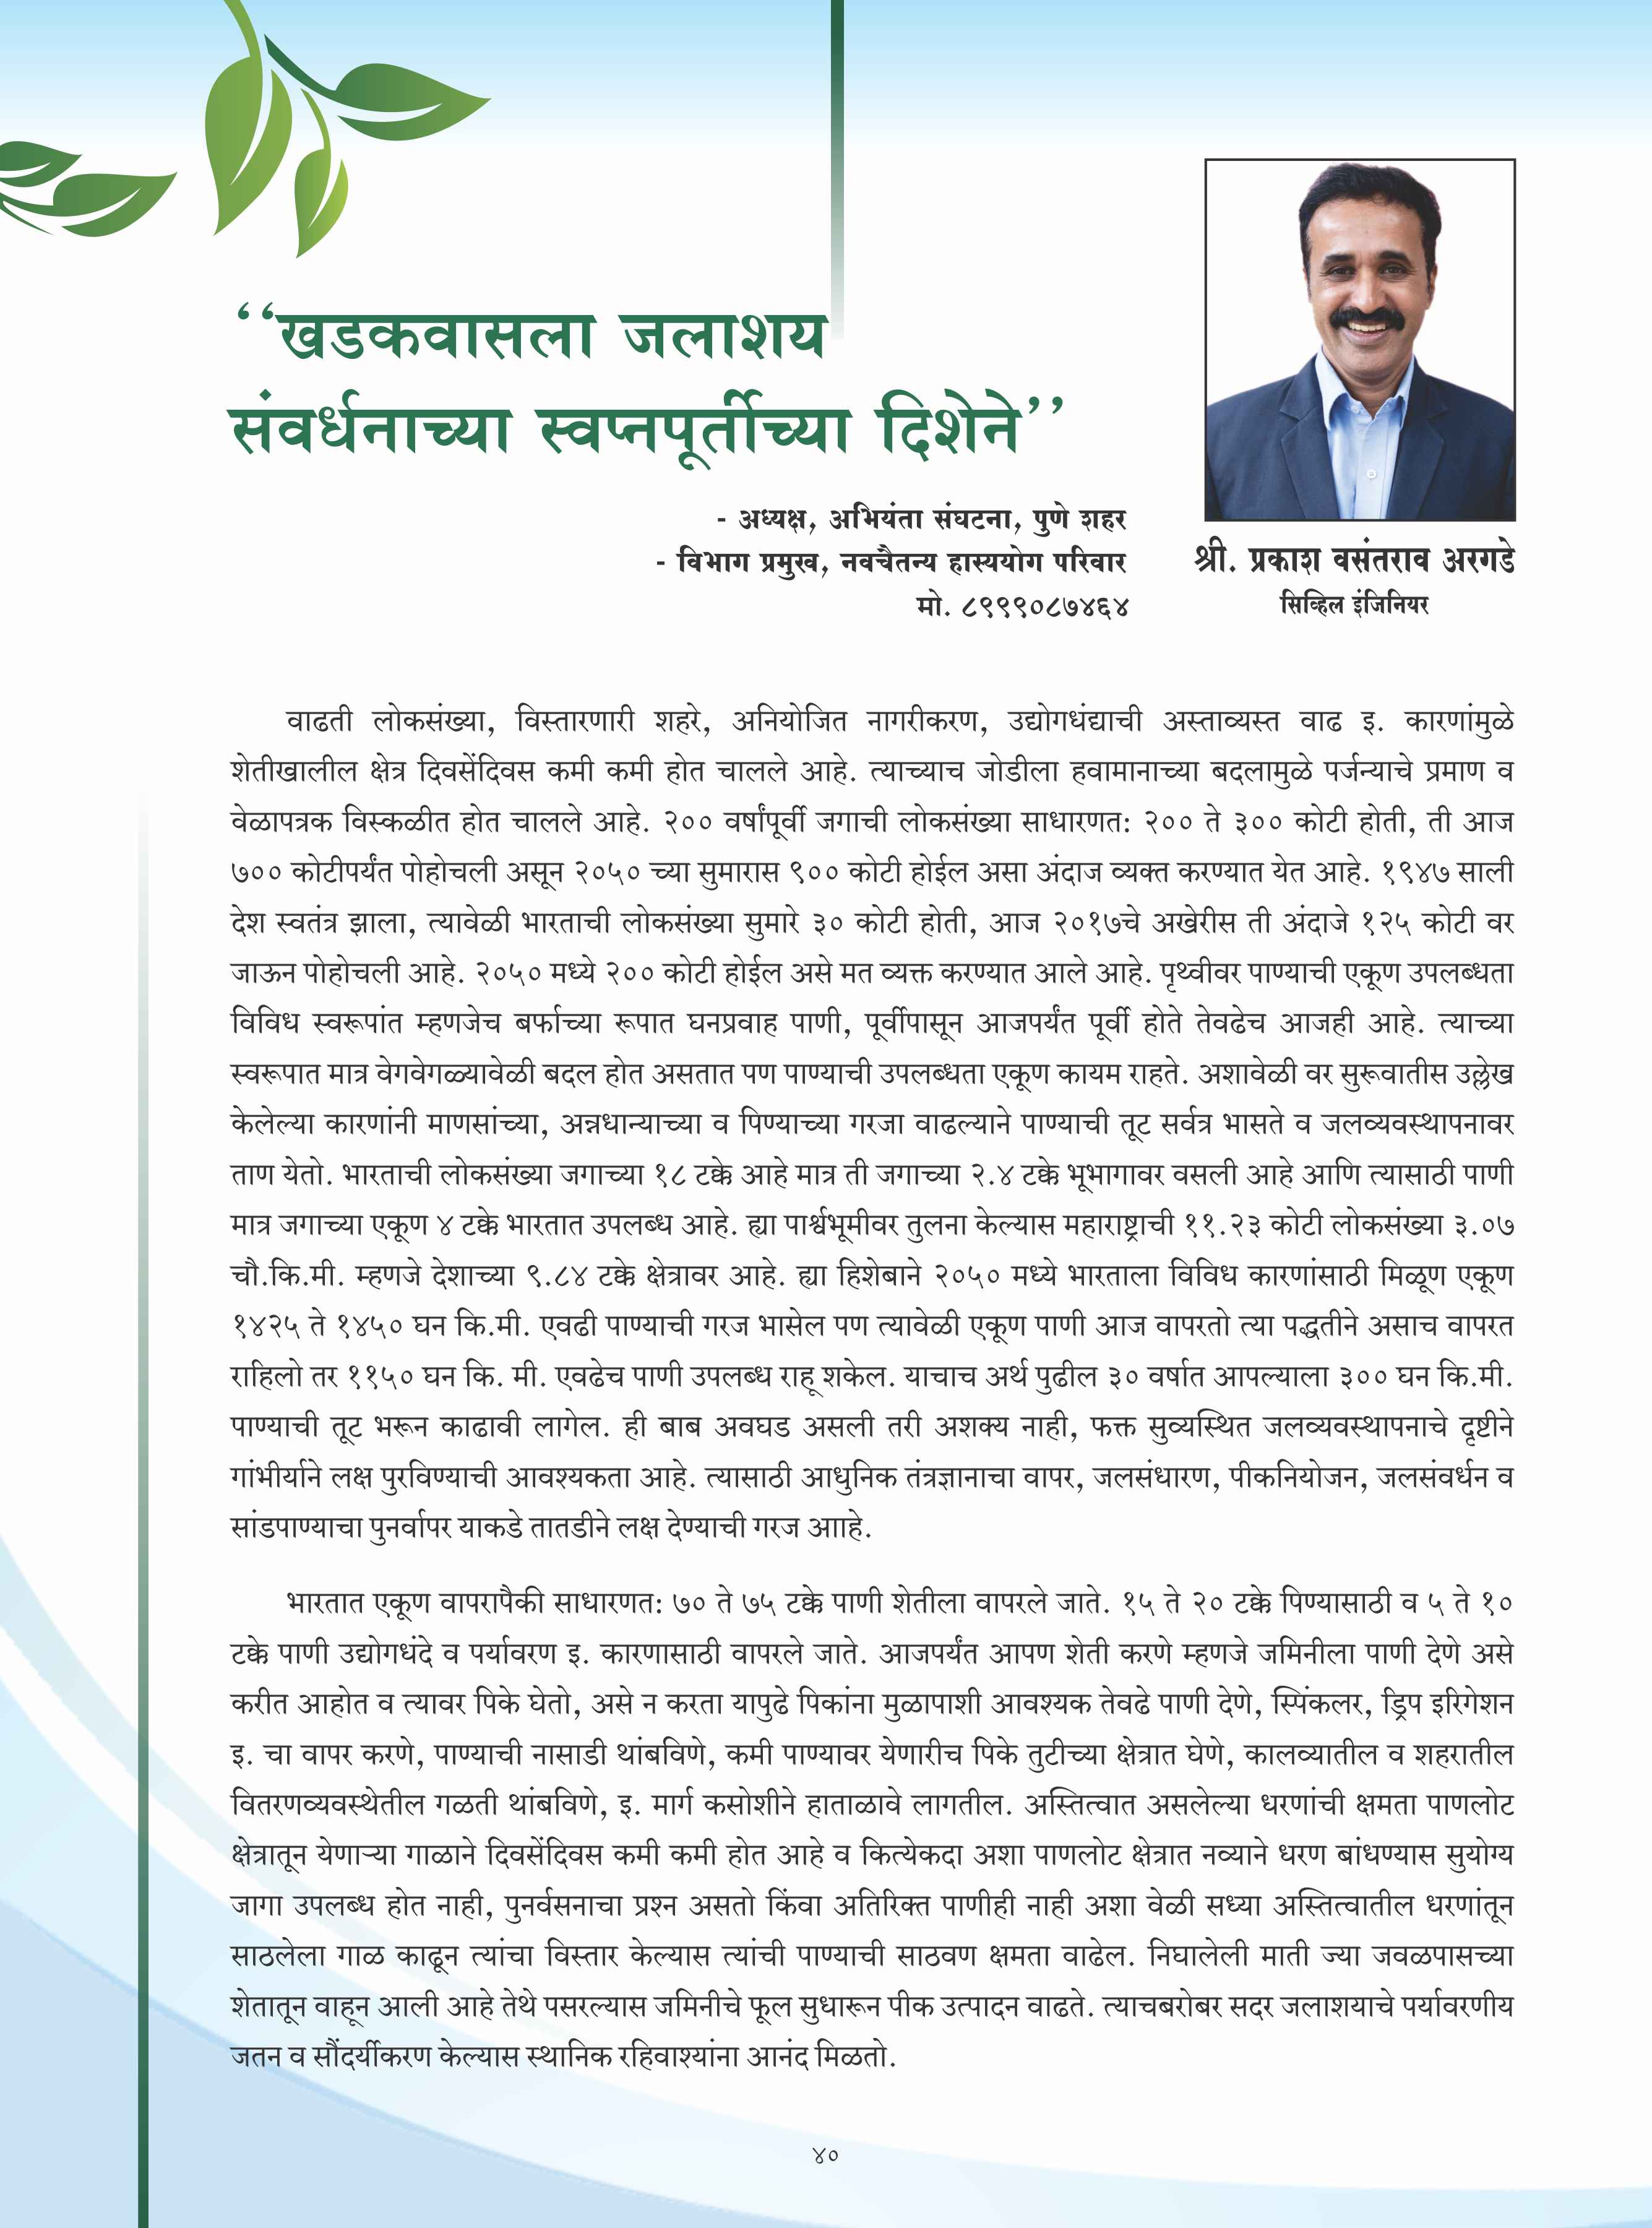 ‘‘खडकवासला जलाशय
संवर्धनाच्या स्वप्नपूर्तीच्या दिशेने’’
- अध्यक्ष, अभियंता संघटना, पुणे शहर
- विभाग प्रमुख, नवचैतन्य हास्ययोग परिवार
मो. ८९९९०८७४६४
श्री. प्रकाश वसंतराव अरगडे
सिव्हिल इंजिनियर
वाढती लोकसंख्या, विस्तारणारी शहरे, अनियोजित नागरीकरण, उद्योगधंद्याची अस्ताव्यस्त वाढ इ. कारणांमुळे
शेतीखालील क्षेत्र दिवसेंदिवस कमी कमी होत चालले आहे. त्याच्याच जोडीला हवामानाच्या बदलामुळे पर्जन्याचे प्रमाण व
वेळापत्रक विस्कळीत होत चालले आहे. २०० वर्षांपूर्वी जगाची लोकसंख्या साधारणत: २०० ते ३०० कोटी होती, ती आज
७०० कोटीपर्यंत पोहोचली असून २०५० च्या सुमारास ९०० कोटी होईल असा अंदाज व्यक्त करण्यात येत आहे. १९४७ साली
देश स्वतंत्र झाला, त्यावेळी भारताची लोकसंख्या सुमारे ३० कोटी होती, आज २०१७चे अखेरीस ती अंदाजे १२५ कोटी वर
जाऊन पोहोचली आहे. २०५० मध्ये २०० कोटी होईल असे मत व्यक्त करण्यात आले आहे. पृथ्वीवर पाण्याची एकूण उपलब्धता
विविध स्वरूपांत म्हणजेच बर्फाच्या रूपात घनप्रवाह पाणी, पूर्वीपासून आजपर्यंत पूर्वी होते तेवढेच आजही आहे. त्याच्या
स्वरूपात मात्र वेगवेगळ्यावेळी बदल होत असतात पण पाण्याची उपलब्धता एकूण कायम राहते. अशावेळी वर सुरूवातीस उल्लेख
केलेल्या कारणांनी माणसांच्या, अन्नधान्याच्या व पिण्याच्या गरजा वाढल्याने पाण्याची तूट सर्वत्र भासते व जलव्यवस्थापनावर
ताण येतो. भारताची लोकसंख्या जगाच्या १८ टक्के आहे मात्र ती जगाच्या २.४ टक्के भूभागावर वसली आहे आणि त्यासाठी पाणी
मात्र जगाच्या एकूण ४ टक्के भारतात उपलब्ध आहे. ह्या पार्श्वभूमीवर तुलना केल्यास महाराष्ट्राची ११.२३ कोटी लोकसंख्या ३.०७
चौ.कि.मी. म्हणजे देशाच्या ९.८४ टक्के क्षेत्रावर आहे. ह्या हिशेबाने २०५० मध्ये भारताला विविध कारणांसाठी मिळूण एकूण
१४२५ ते १४५० घन कि.मी. एवढी पाण्याची गरज भासेल पण त्यावेळी एकूण पाणी आज वापरतो त्या पद्धतीने असाच वापरत
राहिलो तर ११५० घन कि. मी. एवढेच पाणी उपलब्ध राहू शकेल. याचाच अर्थ पुढील ३० वर्षात आपल्याला ३०० घन कि.मी.
पाण्याची तूट भरून काढावी लागेल. ही बाब अवघड असली तरी अशक्य नाही, फक्त सुव्यस्थित जलव्यवस्थापनाचे दृष्टीने
गांभीर्याने लक्ष पुरविण्याची आवश्यकता आहे. त्यासाठी आधुनिक तंत्रज्ञानाचा वापर, जलसंधारण, पीकनियोजन, जलसंवर्धन व
सांडपाण्याचा पुनर्वापर याकडे तातडीने लक्ष देण्याची गरज आाहे.
भारतात एकूण वापरापैकी साधारणत: ७० ते ७५ टक्के पाणी शेतीला वापरले जाते. १५ ते २० टक्के पिण्यासाठी व ५ ते १०
टक्के पाणी उद्योगधंदे व पर्यावरण इ. कारणासाठी वापरले जाते. आजपर्यंत आपण शेती करणे म्हणजे जमिनीला पाणी देणे असे
करीत आहोत व त्यावर पिके घेतो, असे न करता यापुढे पिकांना मुळापाशी आवश्यक तेवढे पाणी देणे, स्पिंकलर, ड्रिप इरिगेशन
इ. चा वापर करणे, पाण्याची नासाडी थांबविणे, कमी पाण्यावर येणारीच पिके तुटीच्या क्षेत्रात घेणे, कालव्यातील व शहरातील
वितरणव्यवस्थेतील गळती थांबविणे, इ. मार्ग कसोशीने हाताळावे लागतील. अस्तित्वात असलेल्या धरणांची क्षमता पाणलोट
क्षेत्रातून येणाऱ्या गाळाने दिवसेंदिवस कमी कमी होत आहे व कित्येकदा अशा पाणलोट क्षेत्रात नव्याने धरण बांधण्यास सुयोग्य
जागा उपलब्ध होत नाही, पुनर्वसनाचा प्रश्न असतो किंवा अतिरिक्त पाणीही नाही अशा वेळी सध्या अस्तित्वातील धरणांतून
साठलेला गाळ काढून त्यांचा विस्तार केल्यास त्यांची पाण्याची साठवण क्षमता वाढेल. निघालेली माती ज्या जवळपासच्या
शेतातून वाहून आली आहे तेथे पसरल्यास जमिनीचे फूल सुधारून पीक उत्पादन वाढते. त्याचबरोबर सदर जलाशयाचे पर्यावरणीय
जतन व सौंदर्यीकरण केल्यास स्थानिक रहिवाश्यांना आनंद मिळतो.
४०